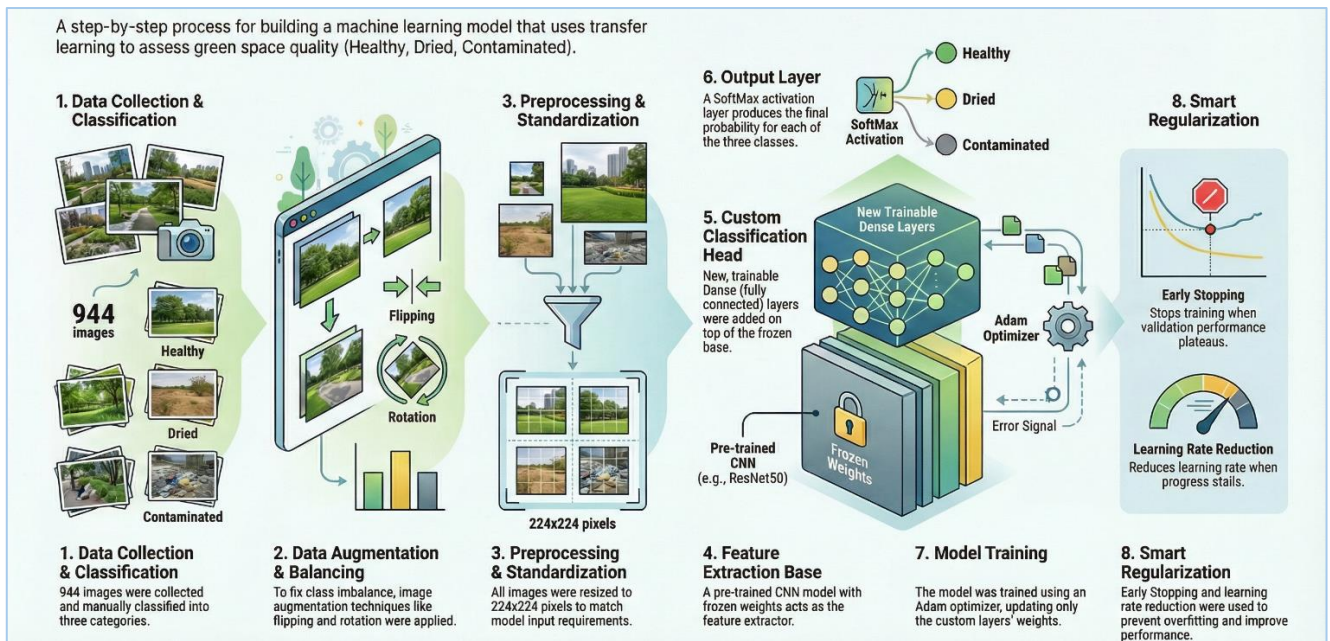 A step-by-step process for building a machine learning model that uses transfer
learning to assess green space quality (Healthy, Dried, Contaminated).
1. Data Collection &
Classification
944
images
Healthy
Dried
Contaminated
1. Data Collection
& Classification
944 images were collected
and manually classified into
three categories.
Flipping
Rotation
2. Data Augmentation
& Balancing
To fix class imbalance, image
augmentation techniques like
flipping and rotation were applied.
3. Preprocessing &
Standardization
224x224 pixels
3. Preprocessing
& Standardization
All images were resized to
224x224 pixels to match
model input requirements.
6. Output Layer
A SoftMax activation
layer produces the final
probability for each of
the three classes.
SoftMax
Activation
Healthy
Dried
Contaminated
5. Custom
Classification
Head
New, trainable
Danse (fully
connected) layers
were added on
top of the frozen
base.
New Trainable
Dense Layers
Adam
Optimizer
Error Signal
Pre-trained CNN
(e.g., ResNet50)
Frozen
Weights
4. Feature
Extraction Base
A pre-trained CNN model with
frozen weights acts as the
feature extractor.
7. Model Training
The model was trained using an
Adam optimizer, updating only
the custom layers' weights.
8. Smart
Regularization
Early Stopping
Stops training when
validation performance
plateaus.
Learning Rate Reduction
Reduces learning rate when
progress stails.
8. Smart
Regularization
Early Stopping and learning
rate reduction were used to
prevent overfitting and improve
performance.